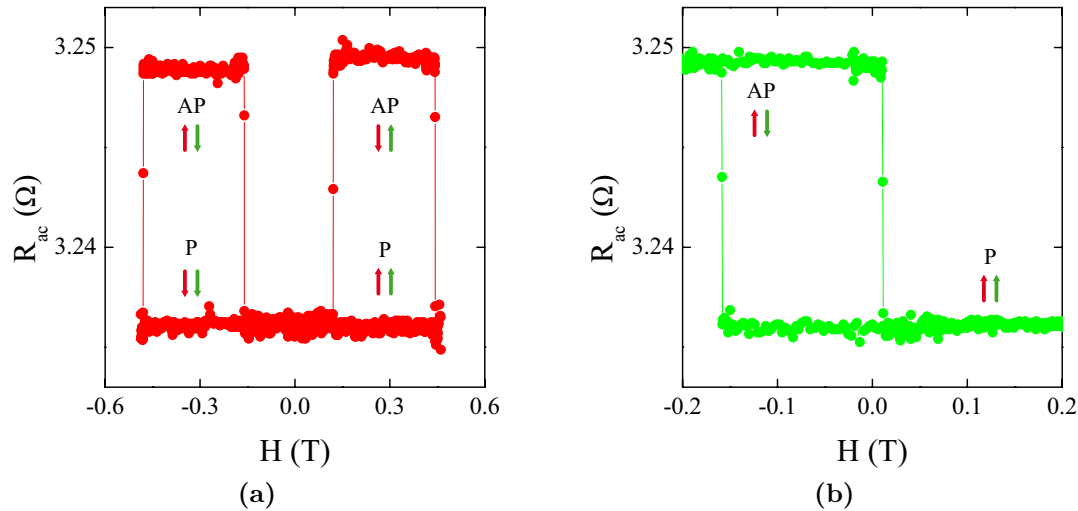 3.25
AP
AP
R_ac (Ω)
3.24
P
P
-0.6
-0.3
0.0
0.3
0.6
H (T)
(a)
3.25
AP
R_ac (Ω)
3.24
P
-0.2
-0.1
0.0
0.1
0.2
H (T)
(b)